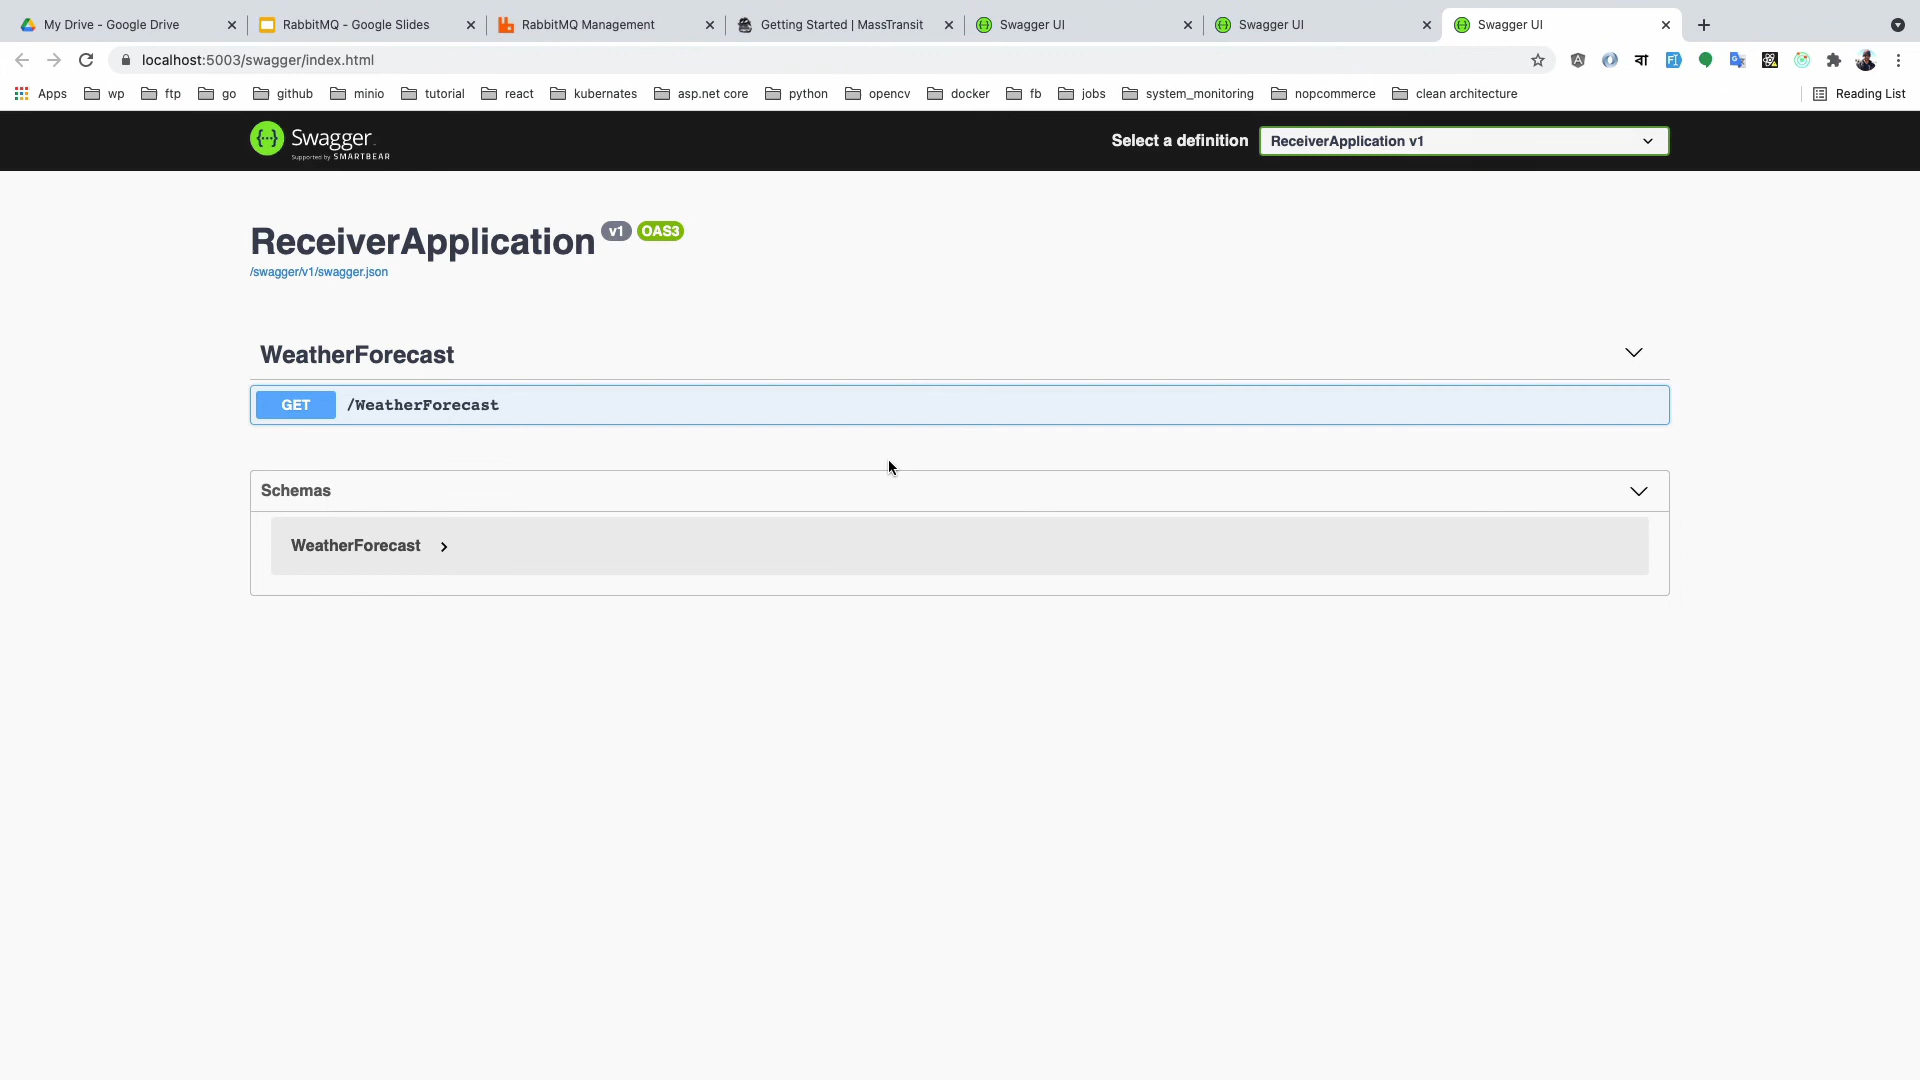 My Drive - Google Drive
RabbitMQ - Google Slides
RabbitMQ Management
Getting Started | MassTransit
Swagger UI
Swagger UI
Swagger UI
localhost:5003/swagger/index.html
Apps
wp
ftp
go
github
minio
tutorial
react
kubernates
asp.net core
python
opencv
docker
fb
jobs
system_monitoring
nopcommerce
clean architecture
Reading List
Swagger
Supported by SMARTBEAR
Select a definition
ReceiverApplication v1
ReceiverApplication v1 OAS3
/swagger/v1/swagger.json
WeatherForecast
GET /WeatherForecast
Schemas
WeatherForecast